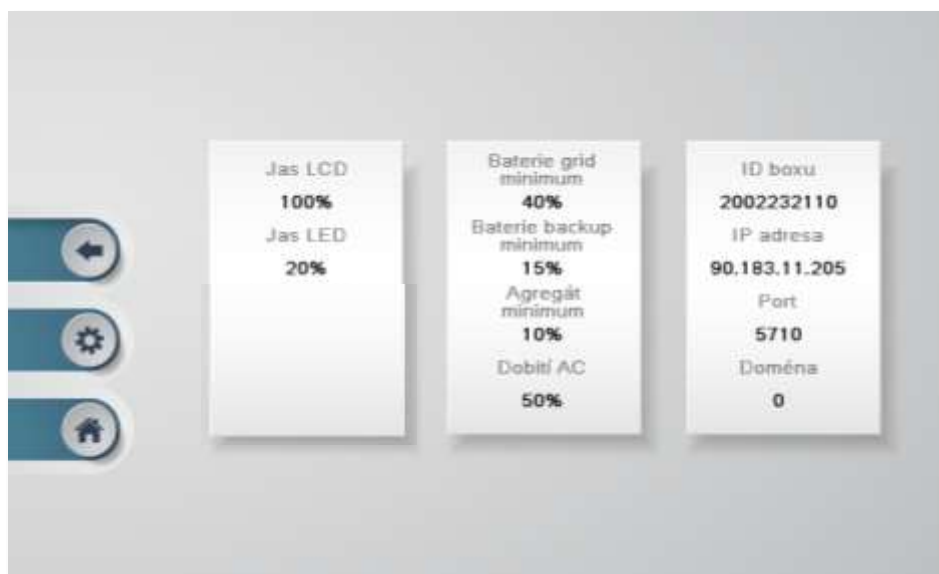 Jas LCD
100%
Jas LED
20%
Baterie grid
minimum
40%
Baterie backup
minimum
15%
Agregát
minimum
10%
Dobití AC
50%
ID boxu
2002232110
IP adresa
90.183.11.205
Port
5710
Doména
0